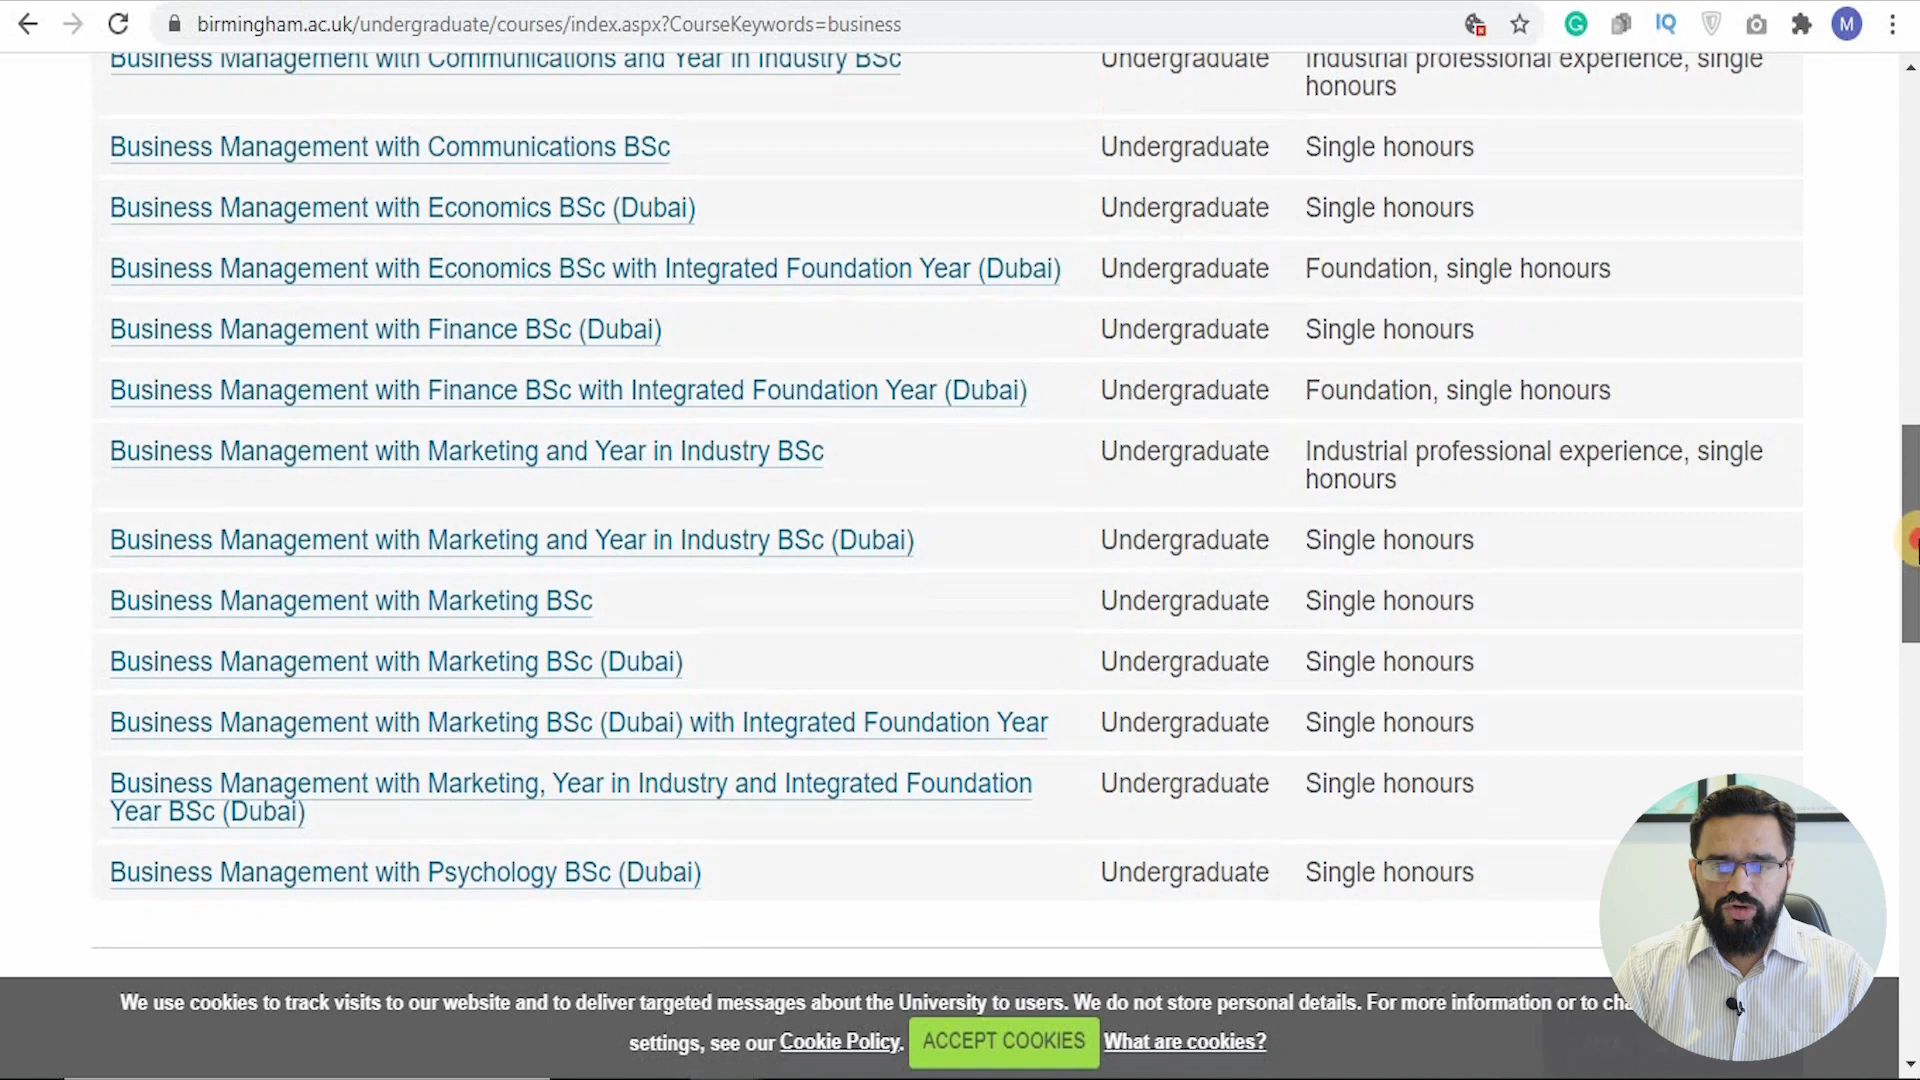 birmingham.ac.uk/undergraduate/courses/index.aspx?CourseKeywords=business
IQ
M
Business Management with Communications and Year in Industry BSc Undergraduate Industrial professional experience, single
honours
Business Management with Communications BSc Undergraduate Single honours
Business Management with Economics BSc (Dubai) Undergraduate Single honours
Business Management with Economics BSc with Integrated Foundation Year (Dubai) Undergraduate Foundation, single honours
Business Management with Finance BSc (Dubai) Undergraduate Single honours
Business Management with Finance BSc with Integrated Foundation Year (Dubai) Undergraduate Foundation, single honours
Business Management with Marketing and Year in Industry BSc Undergraduate Industrial professional experience, single
honours
Business Management with Marketing and Year in Industry BSc (Dubai) Undergraduate Single honours
Business Management with Marketing BSc Undergraduate Single honours
Business Management with Marketing BSc (Dubai) Undergraduate Single honours
Business Management with Marketing BSc (Dubai) with Integrated Foundation Year Undergraduate Single honours
Business Management with Marketing, Year in Industry and Integrated Foundation Undergraduate Single honours
Year BSc (Dubai)
Business Management with Psychology BSc (Dubai) Undergraduate Single honours
We use cookies to track visits to our website and to deliver targeted messages about the University to users. We do not store personal details. For more information or to
settings, see our Cookie Policy. ACCEPT COOKIES What are cookies?